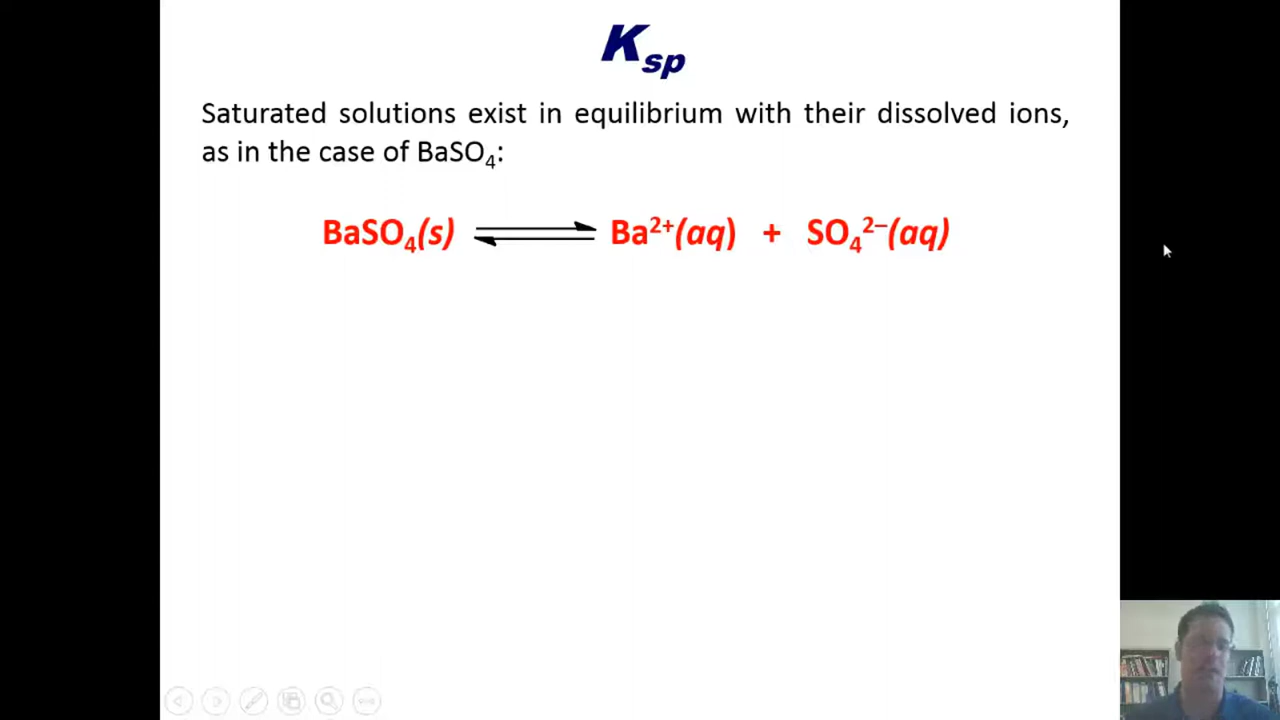 K_sp
Saturated solutions exist in equilibrium with their dissolved ions,
as in the case of BaSO₄:
BaSO₄(s) ⇌ Ba²⁺(aq) + SO₄²⁻(aq)